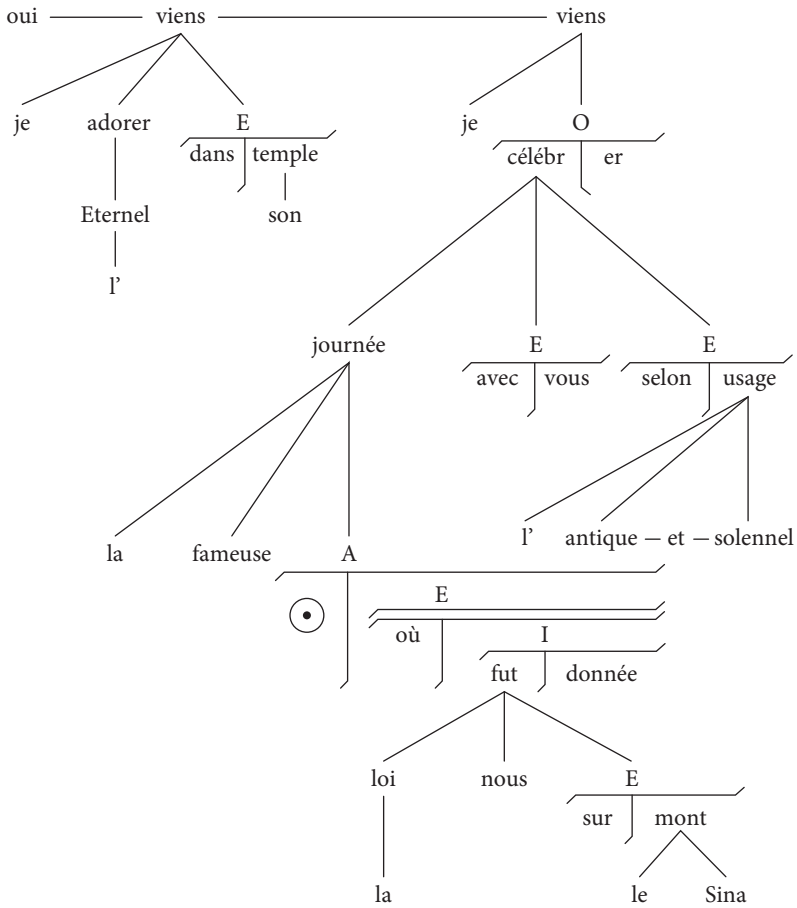 oui viens viens
je adorer E je O
dans temple célébr er
Eternel son
l’
journée E E
avec vous selon usage
la fameuse A l’ antique — et — solennel
E
où I
fut donnée
loi nous E
sur mont
la le Sina